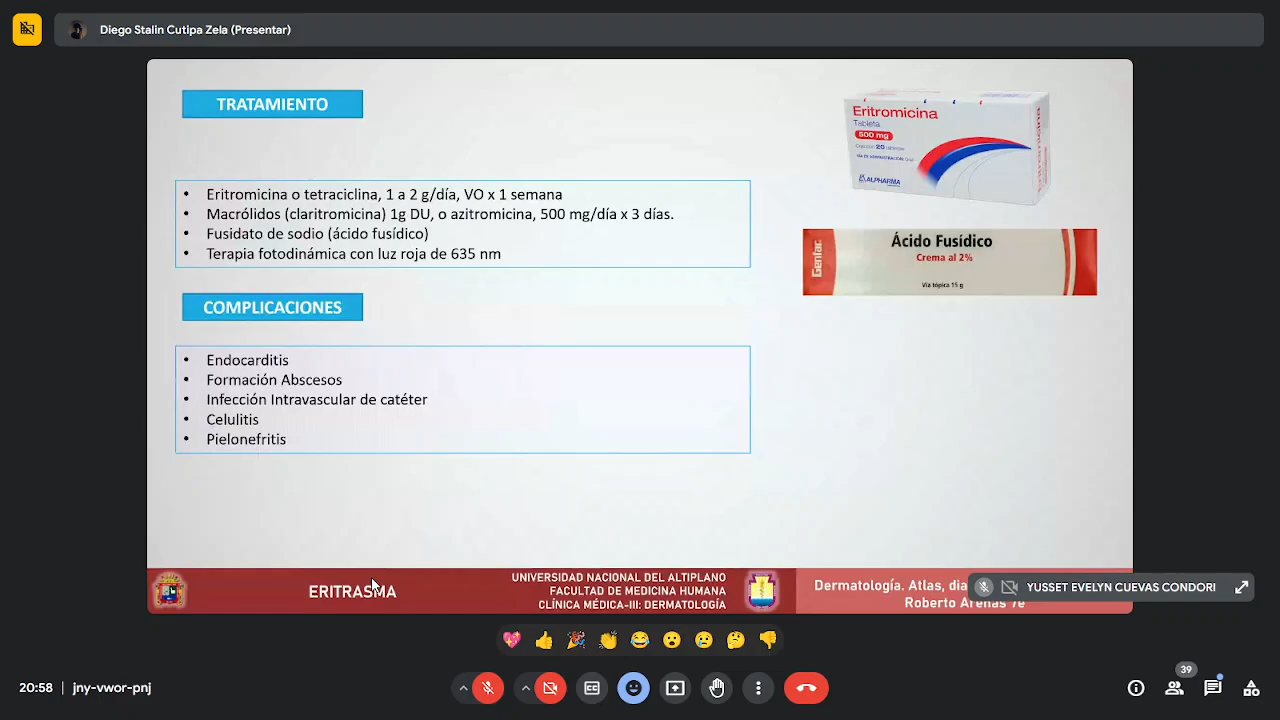 Diego Stalin Cutipa Zela (Presentar)
TRATAMIENTO
• Eritromicina o tetraciclina, 1 a 2 g/día, VO x 1 semana
• Macrólidos (claritromicina) 1g DU, o azitromicina, 500 mg/día x 3 días.
• Fusidato de sodio (ácido fusídico)
• Terapia fotodinámica con luz roja de 635 nm
Eritromicina
Tableta
500 mg
ALPHARMA
Eritromicina
Genfar
Ácido Fusídico
Crema al 2%
Vía tópica 15 g
COMPLICACIONES
• Endocarditis
• Formación Abscesos
• Infección Intravascular de catéter
• Celulitis
• Pielonefritis
ERITRASMA
UNIVERSIDAD NACIONAL DEL ALTIPLANO
FACULTAD DE MEDICINA HUMANA
CLÍNICA MÉDICA-III: DERMATOLOGÍA
Dermatología. Atlas, dia
Roberto Arenas 7e
YUSSET EVELYN CUEVAS CONDORI
20:58 | jny-vwor-pnj
39